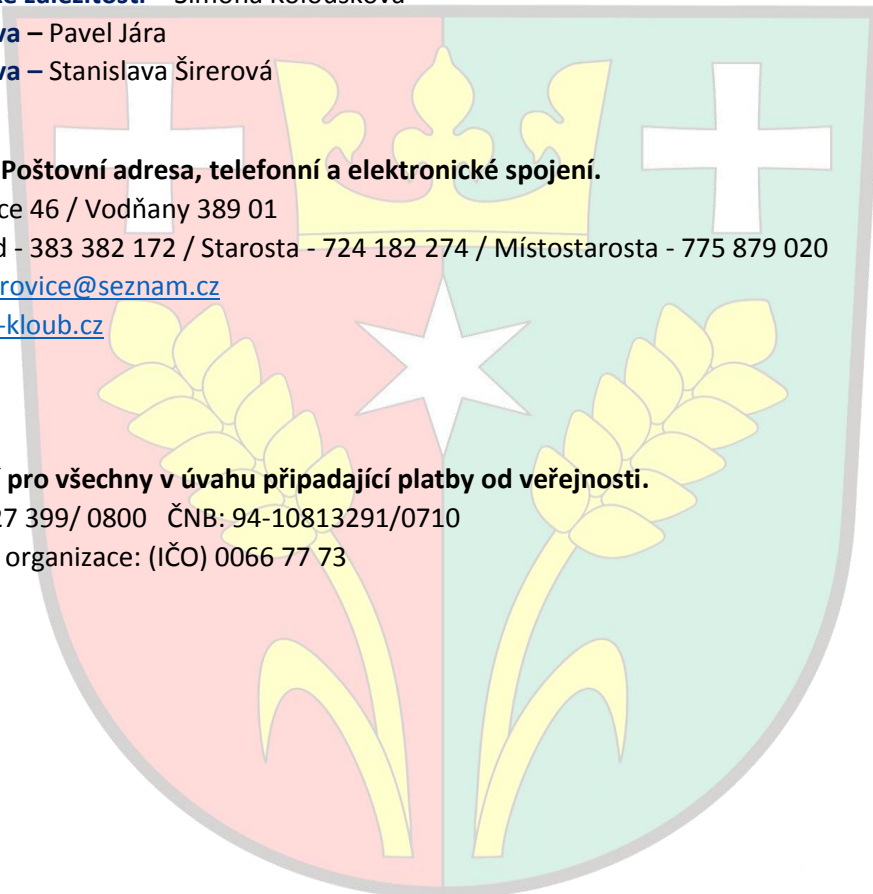 záležitosti – Simona Koloušková
va – Pavel Jára
va – Stanislava Širerová
Poštovní adresa, telefonní a elektronické spojení.
ce 46 / Vodňany 389 01
d - 383 382 172 / Starosta - 724 182 274 / Místostarosta - 775 879 020
rovice@seznam.cz
-kloub.cz
í pro všechny v úvahu připadající platby od veřejnosti.
27 399/ 0800 ČNB: 94-10813291/0710
organizace: (IČO) 0066 77 73